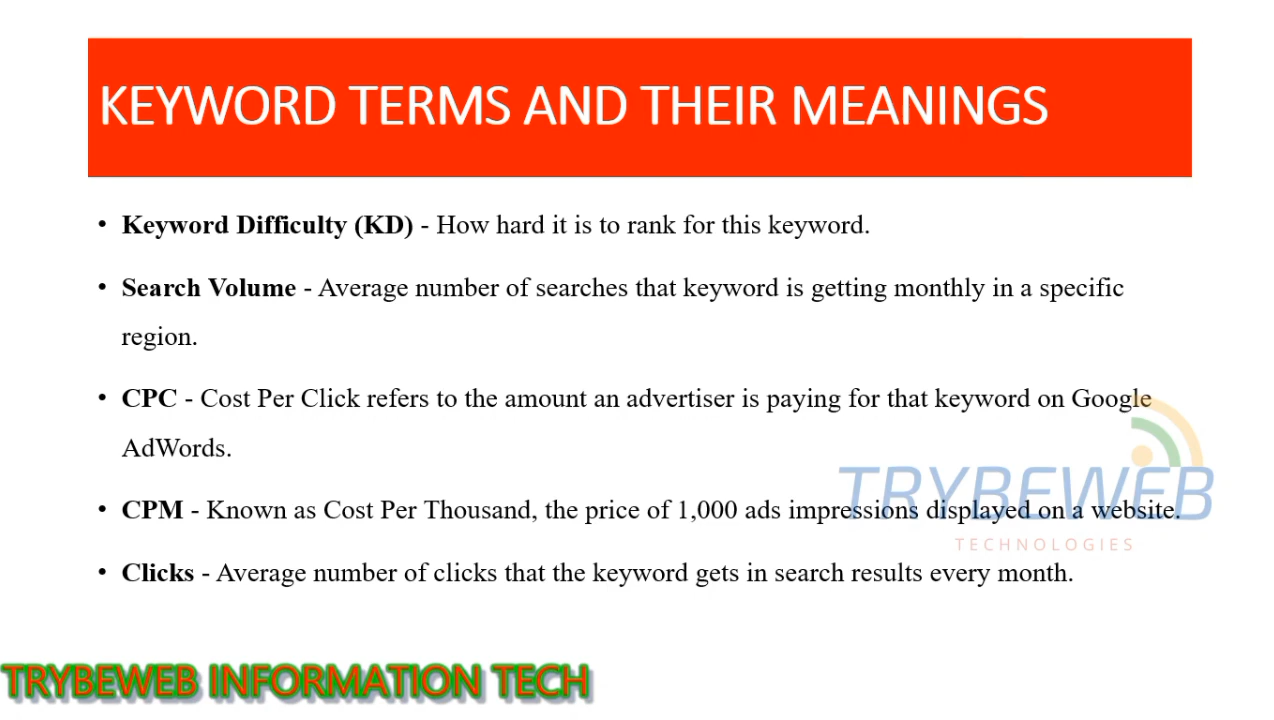 KEYWORD TERMS AND THEIR MEANINGS
• Keyword Difficulty (KD) - How hard it is to rank for this keyword.
• Search Volume - Average number of searches that keyword is getting monthly in a specific
region.
• CPC - Cost Per Click refers to the amount an advertiser is paying for that keyword on Google
AdWords.
• CPM - Known as Cost Per Thousand, the price of 1,000 ads impressions displayed on a website.
• Clicks - Average number of clicks that the keyword gets in search results every month.
TRYBEWEB
TECHNOLOGIES
TRYBEWEB INFORMATION TECH